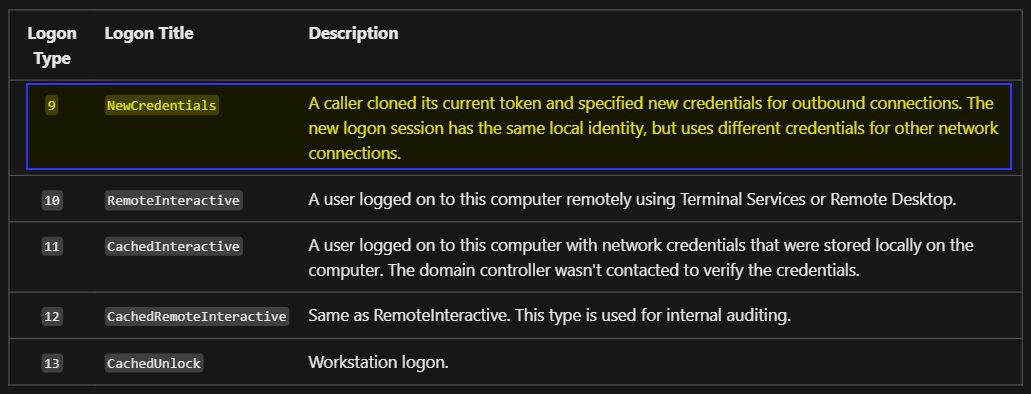 Logon Type Logon Title Description
9 NewCredentials A caller cloned its current token and specified new credentials for outbound connections. The
new logon session has the same local identity, but uses different credentials for other network
connections.
10 RemoteInteractive A user logged on to this computer remotely using Terminal Services or Remote Desktop.
11 CachedInteractive A user logged on to this computer with network credentials that were stored locally on the
computer. The domain controller wasn't contacted to verify the credentials.
12 CachedRemoteInteractive Same as RemoteInteractive. This type is used for internal auditing.
13 CachedUnlock Workstation logon.